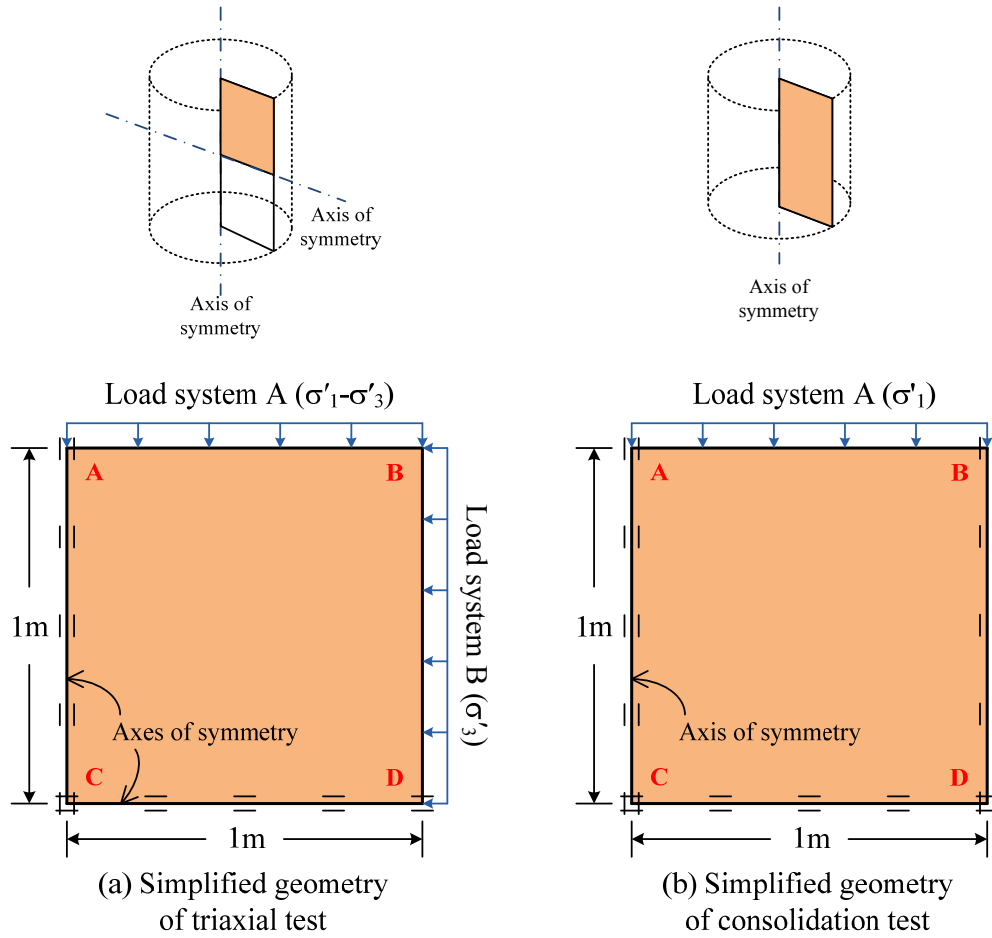 Axis of
symmetry
Axis of
symmetry
Axis of
symmetry
Load system A (σ′₁-σ′₃)
A
B
1m
Load system B (σ′₃)
Axes of symmetry
C
D
1m
(a) Simplified geometry
of triaxial test
Load system A (σ'₁)
A
B
1m
Axis of symmetry
C
D
1m
(b) Simplified geometry
of consolidation test